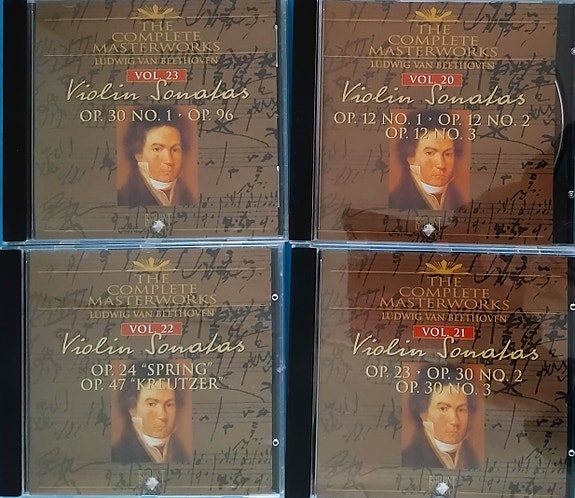 THE
COMPLETE
MASTERWORKS
LUDWIG VAN BEETHOVEN
VOL. 23
Violin Sonatas
OP. 30 NO. 1 · OP. 96
THE
COMPLETE
MASTERWORKS
LUDWIG VAN BEETHOVEN
VOL. 20
Violin Sonatas
OP. 12 NO. 1 · OP. 12 NO. 2
OP. 12 NO. 3
THE
COMPLETE
MASTERWORKS
LUDWIG VAN BEETHOVEN
VOL. 22
Violin Sonatas
OP. 24 “SPRING”
OP. 47 “KREUTZER”
THE
COMPLETE
MASTERWORKS
LUDWIG VAN BEETHOVEN
VOL. 21
Violin Sonatas
OP. 23 · OP. 30 NO. 2
OP. 30 NO. 3